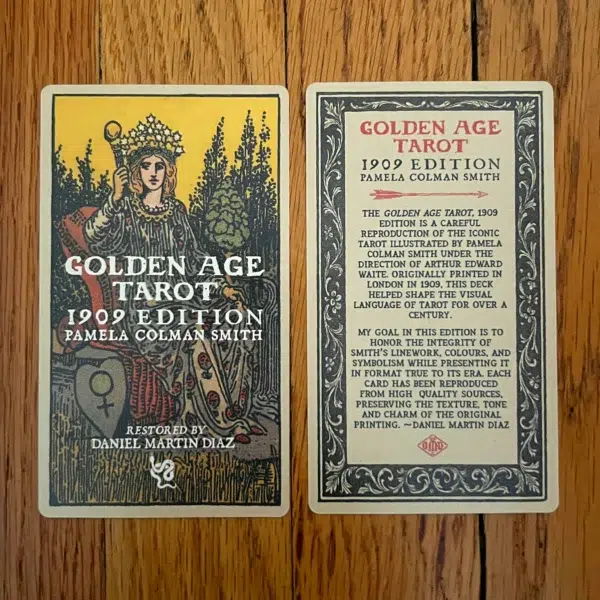 GOLDEN AGE
TAROT
1909 EDITION
PAMELA COLMAN SMITH
RESTORED BY
DANIEL MARTIN DIAZ
GOLDEN AGE
TAROT
1909 EDITION
PAMELA COLMAN SMITH
THE GOLDEN AGE TAROT, 1909
EDITION IS A CAREFUL
REPRODUCTION OF THE ICONIC
TAROT ILLUSTRATED BY PAMELA
COLMAN SMITH UNDER THE
DIRECTION OF ARTHUR EDWARD
WAITE. ORIGINALLY PRINTED IN
LONDON IN 1909, THIS DECK
HELPED SHAPE THE VISUAL
LANGUAGE OF TAROT FOR OVER A
CENTURY.
MY GOAL IN THIS EDITION IS TO
HONOR THE INTEGRITY OF
SMITH'S LINEWORK, COLOURS, AND
SYMBOLISM WHILE PRESENTING IT
IN FORMAT TRUE TO ITS ERA. EACH
CARD HAS BEEN REPRODUCED
FROM HIGH QUALITY SOURCES,
PRESERVING THE TEXTURE, TONE
AND CHARM OF THE ORIGINAL
PRINTING. ~DANIEL MARTIN DIAZ